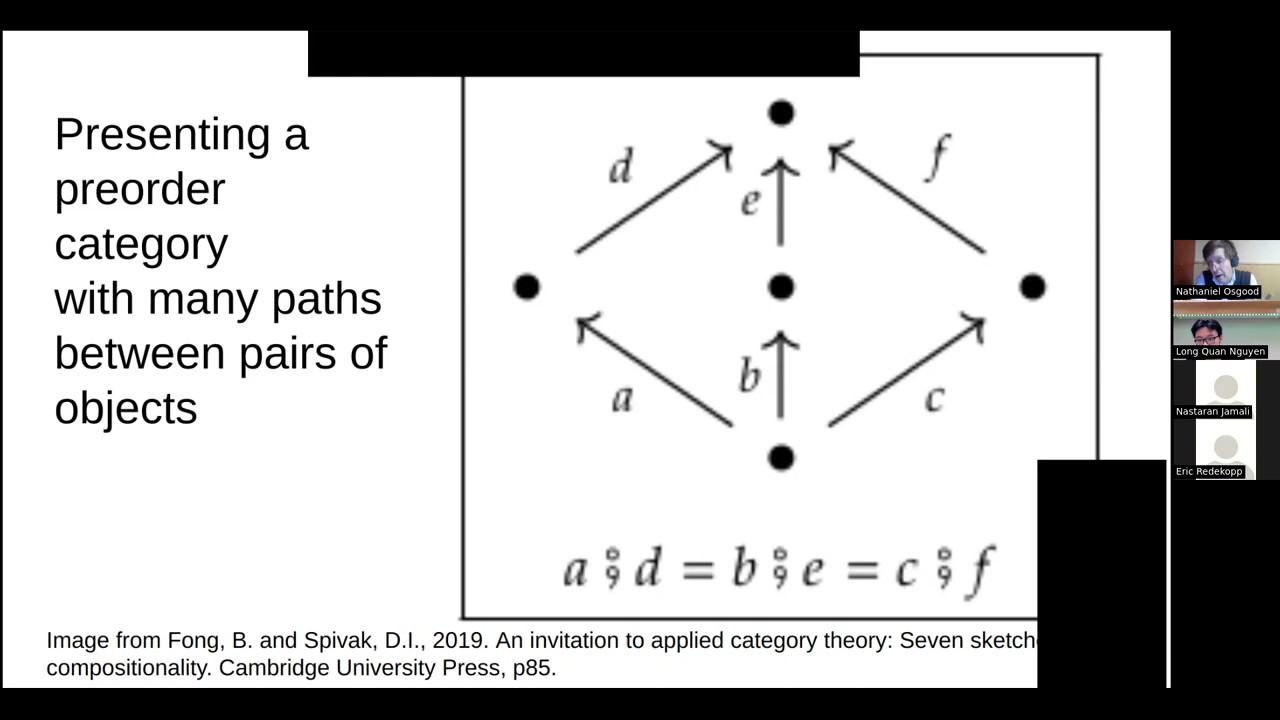 Presenting a
preorder
category
with many paths
between pairs of
objects
d
e
f
a
b
c
a ⨟ d = b ⨟ e = c ⨟ f
Image from Fong, B. and Spivak, D.I., 2019. An invitation to applied category theory: Seven
compositionality. Cambridge University Press, p85.
Nathaniel Osgood
Long Quan Nguyen
Nastaran Jamali
Eric Redekopp